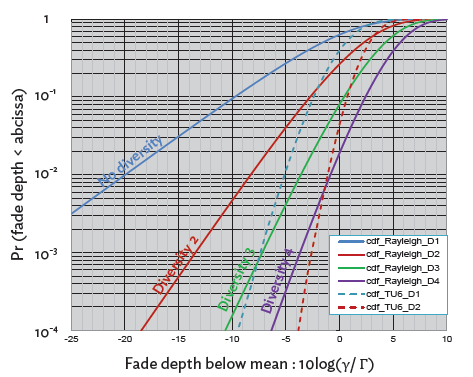 1
10⁻¹
10⁻²
10⁻³
10⁻⁴
Pr (fade depth < abcissa)
No diversity
Diversity 2
Diversity 3
Diversity 4
cdf_Rayleigh_D1
cdf_Rayleigh_D2
cdf_Rayleigh_D3
cdf_Rayleigh_D4
cdf_TU6_D1
cdf_TU6_D2
-25 -20 -15 -10 -5 0 5 10
Fade depth below mean : 10log(γ/ Γ)